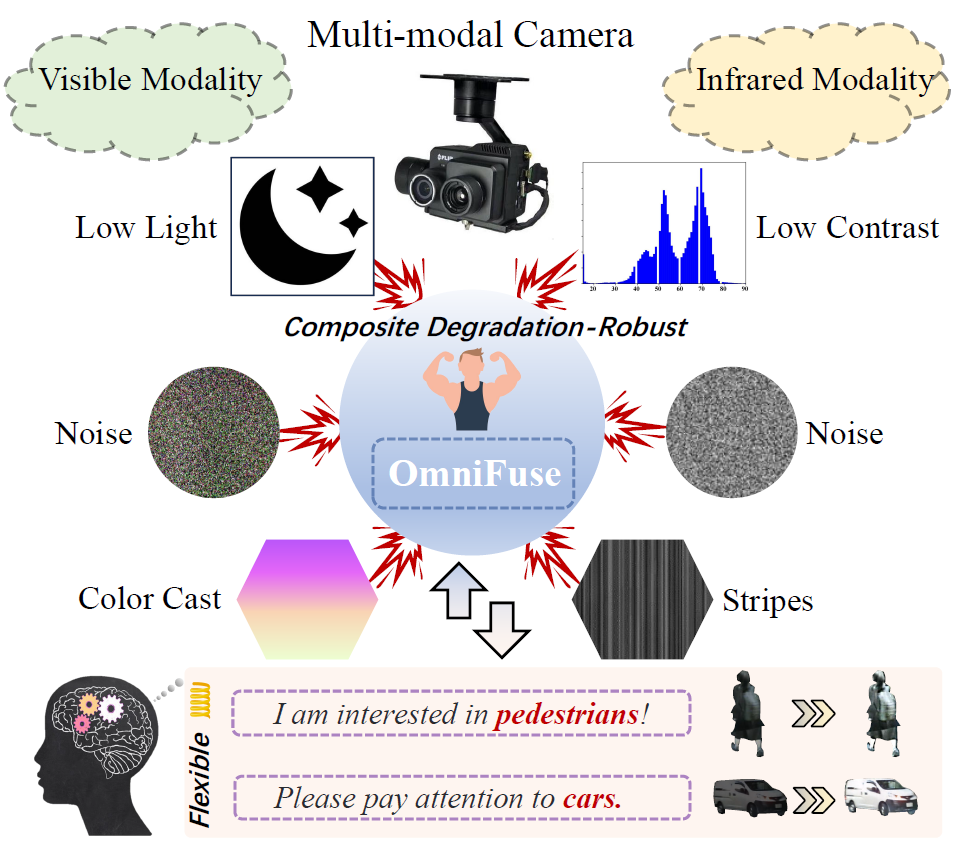 Multi-modal Camera
Visible Modality
Infrared Modality
FLIR
Low Light
Low Contrast
20 30 40 50 60 70 80 90
Composite Degradation-Robust
Noise
Noise
OmniFuse
Color Cast
Stripes
Flexible
I am interested in pedestrians!
Please pay attention to cars.